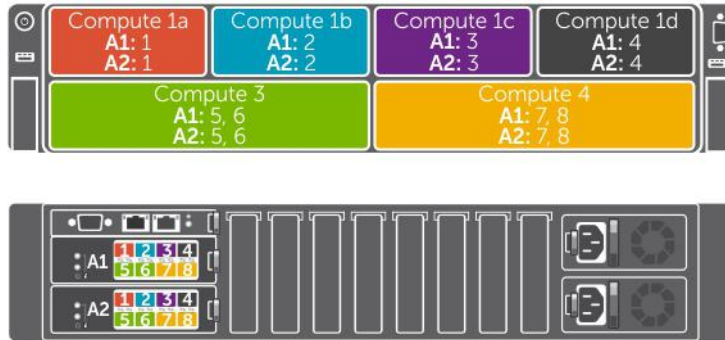 Compute 1a
A1: 1
A2: 1
Compute 1b
A1: 2
A2: 2
Compute 1c
A1: 3
A2: 3
Compute 1d
A1: 4
A2: 4
Compute 3
A1: 5, 6
A2: 5, 6
Compute 4
A1: 7, 8
A2: 7, 8
A1
1 2 3 4
5 6 7 8
A2
1 2 3 4
5 6 7 8